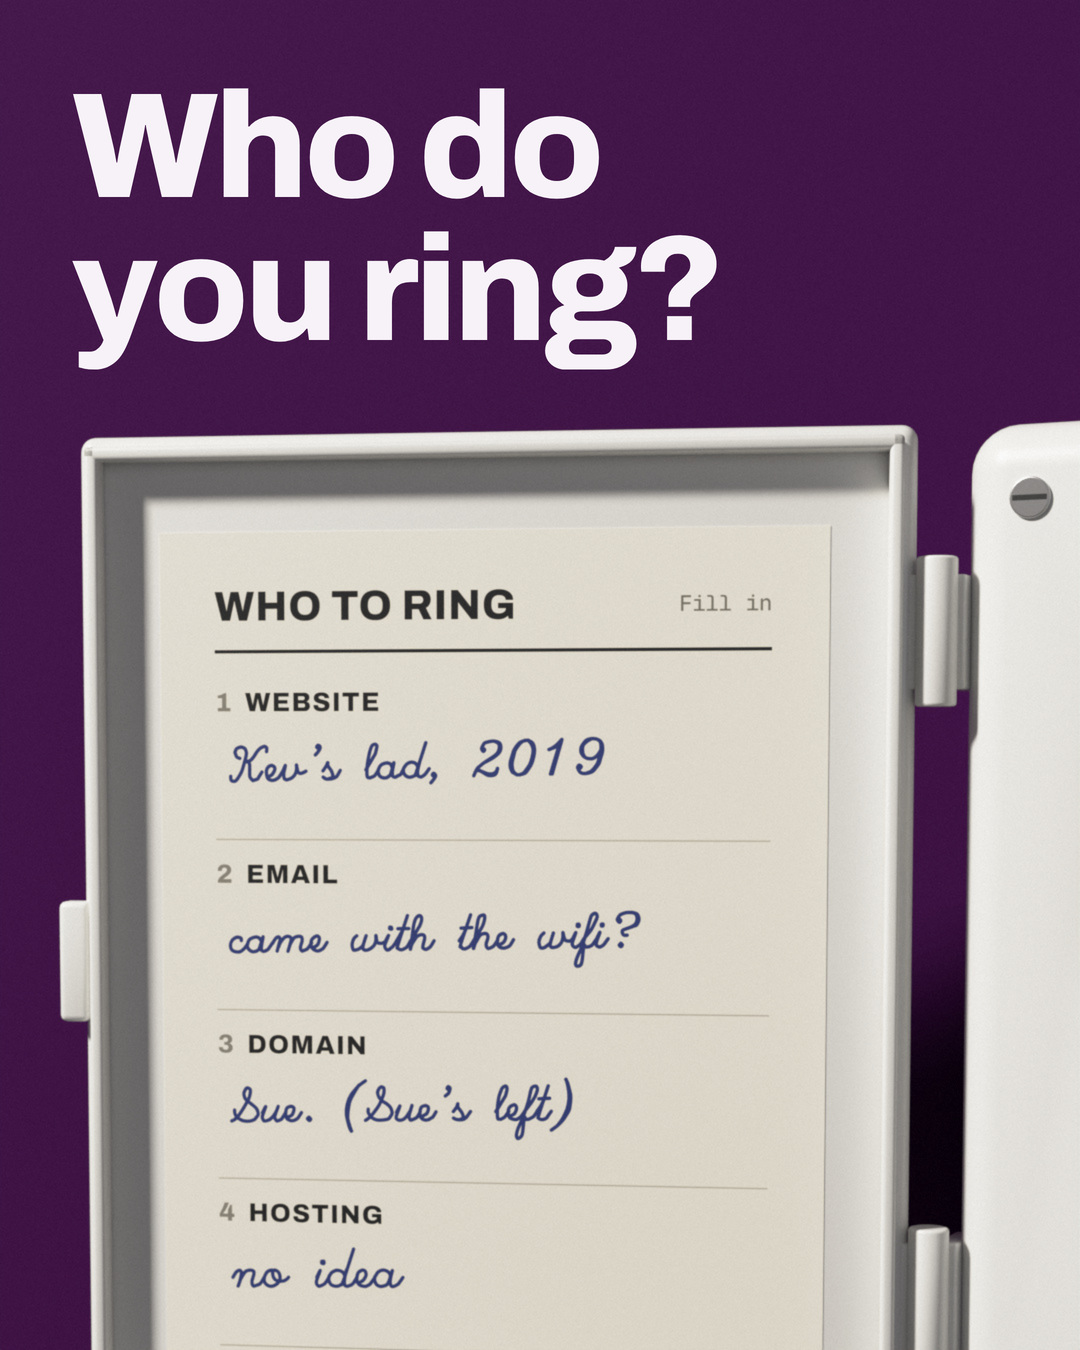 Who do
you ring?
WHO TO RING Fill in
1 WEBSITE
Kev's lad, 2019
2 EMAIL
came with the wifi?
3 DOMAIN
Sue. (Sue's left)
4 HOSTING
no idea